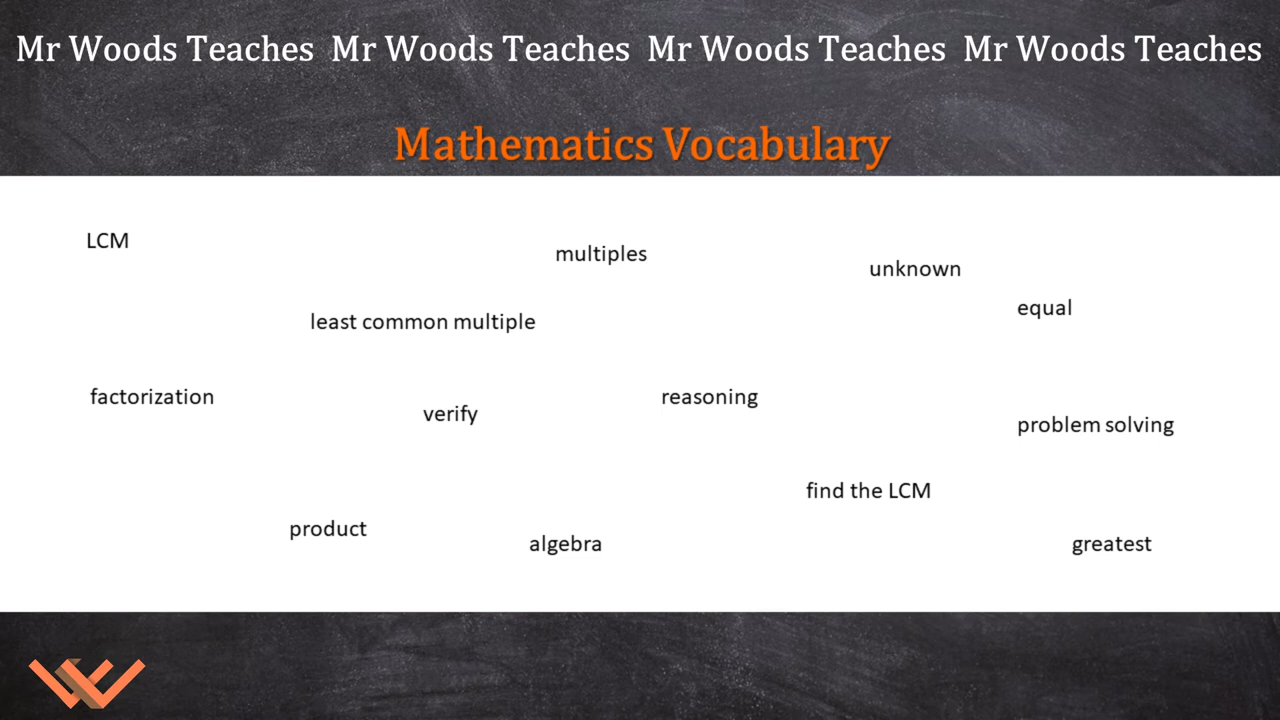 Mr Woods Teaches Mr Woods Teaches Mr Woods Teaches Mr Woods Teaches
Mathematics Vocabulary
LCM
multiples
unknown
equal
least common multiple
factorization
verify
reasoning
problem solving
find the LCM
product
algebra
greatest